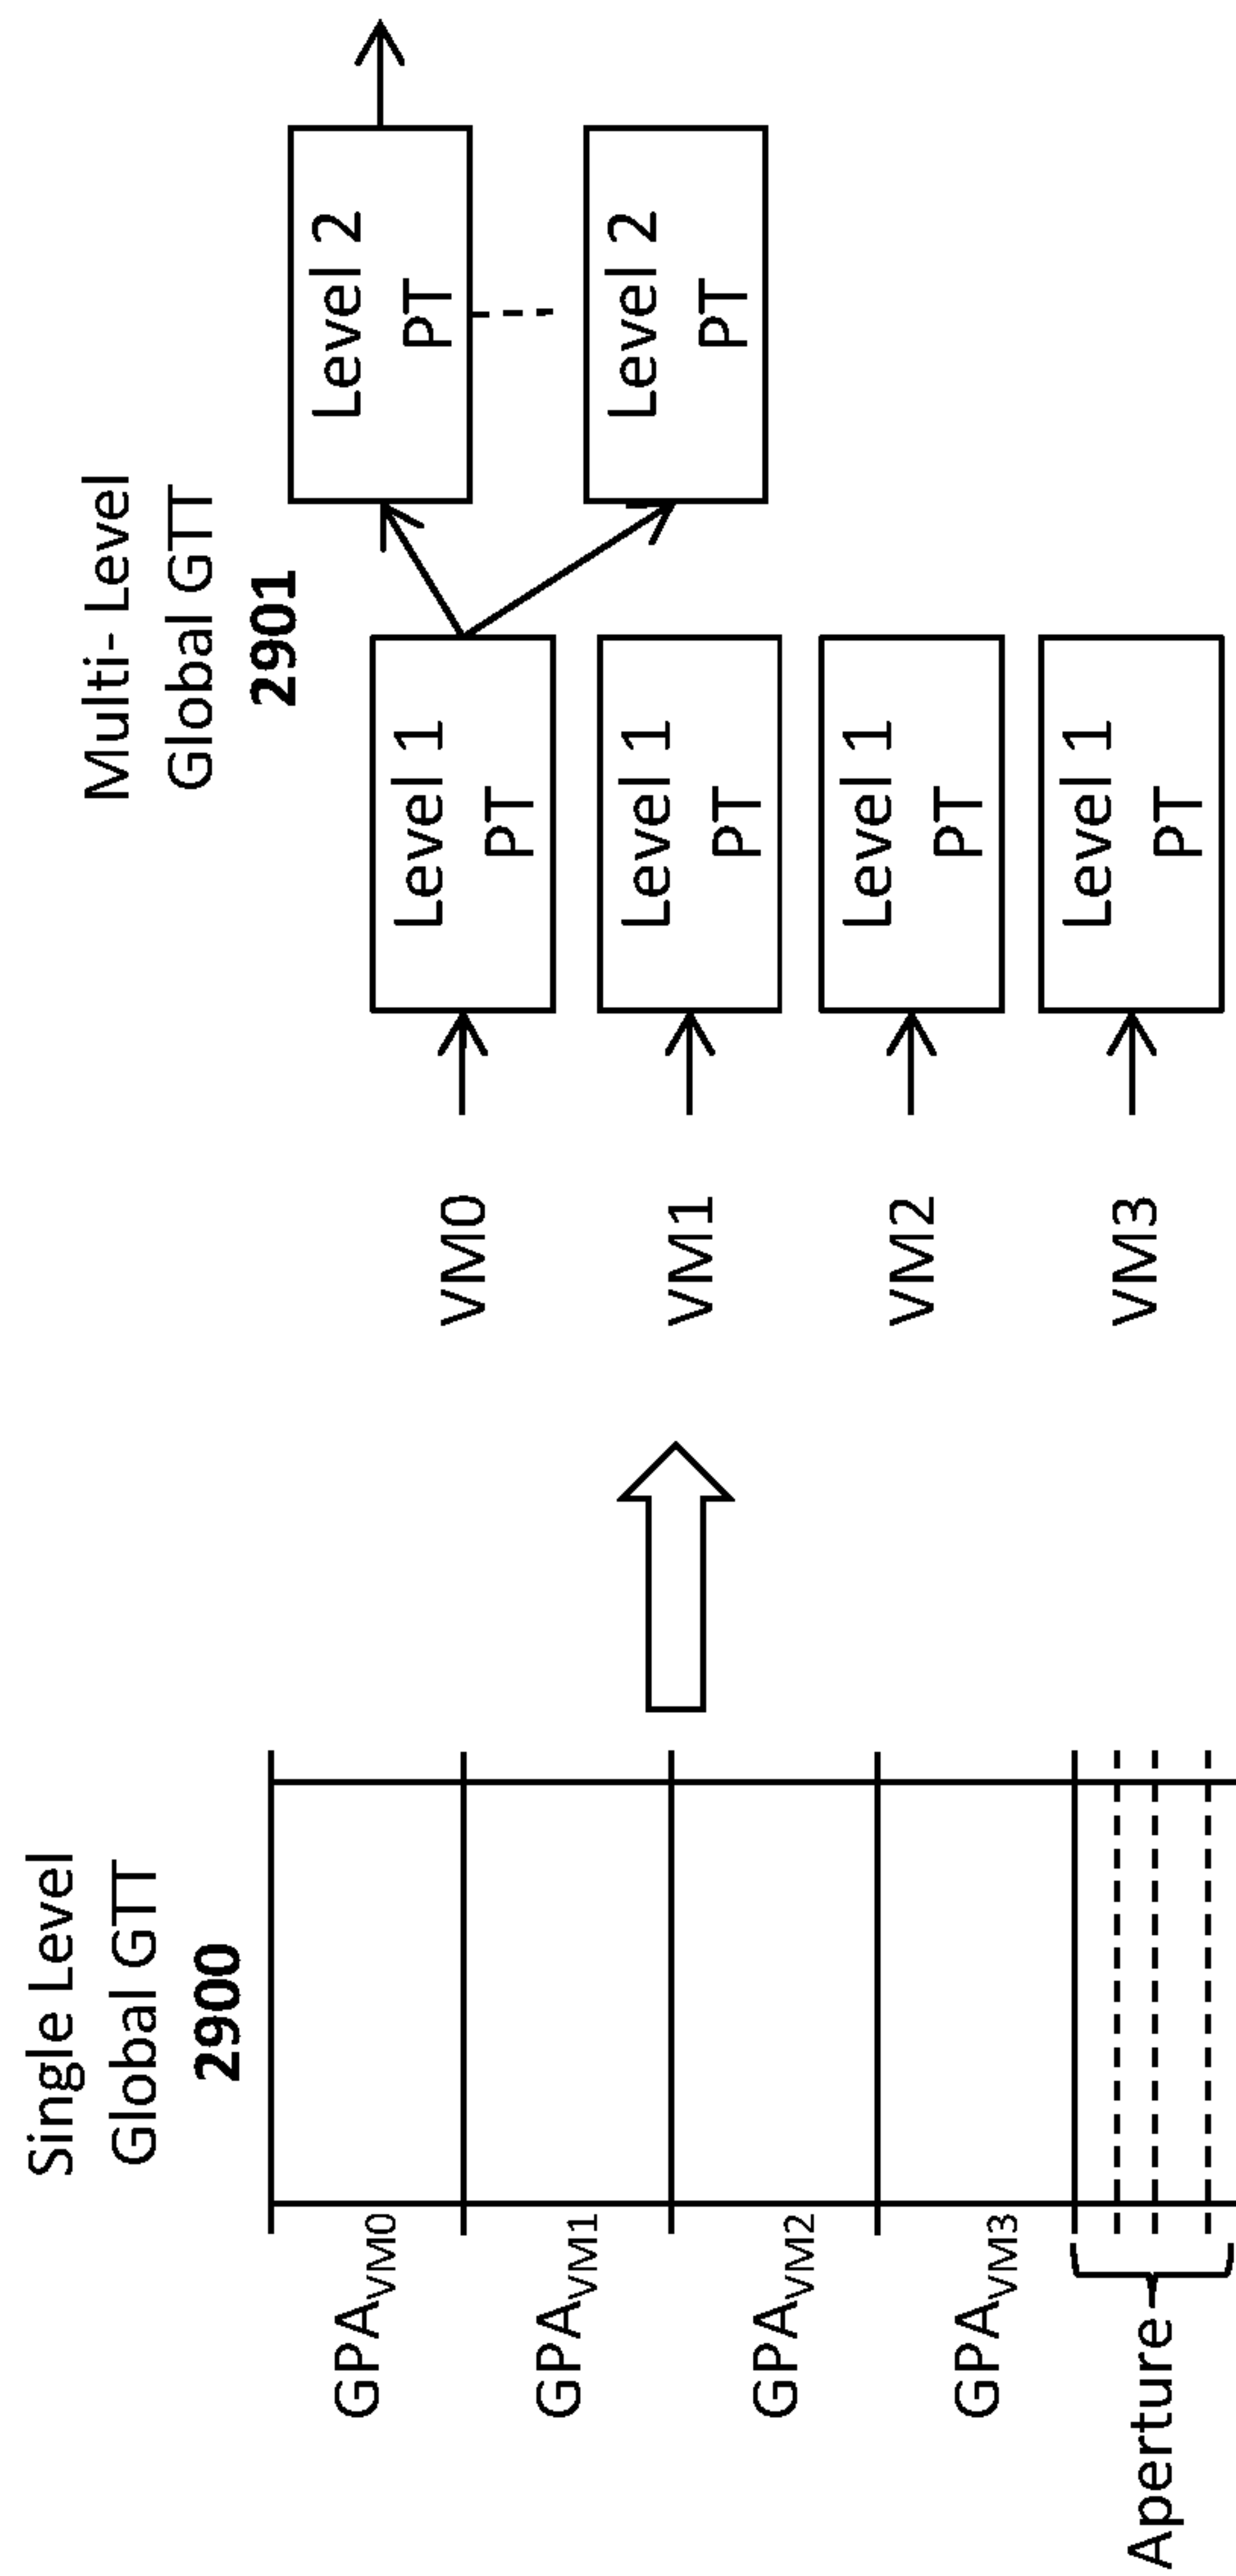 Single Level
Global GTT
2900
GPAVM0
GPAVM1
GPAVM2
GPAVM3
Aperture
Multi- Level
Global GTT
2901
VM0
Level 1
PT
VM1
Level 1
PT
VM2
Level 1
PT
VM3
Level 1
PT
Level 2
PT
Level 2
PT